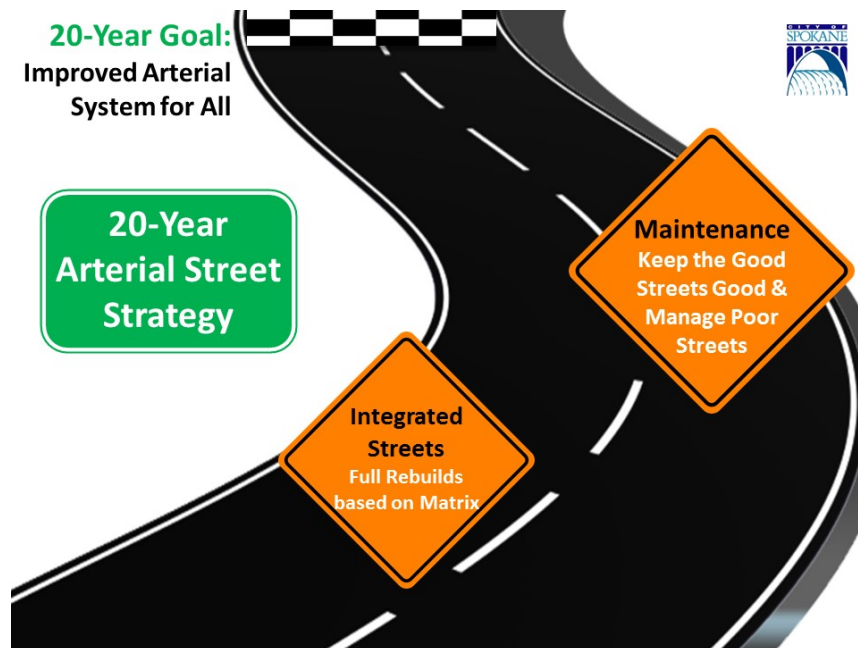 20-Year Goal:
Improved Arterial
System for All
CITY OF
SPOKANE
20-Year
Arterial Street
Strategy
Maintenance
Keep the Good
Streets Good &
Manage Poor
Streets
Integrated
Streets
Full Rebuilds
based on Matrix